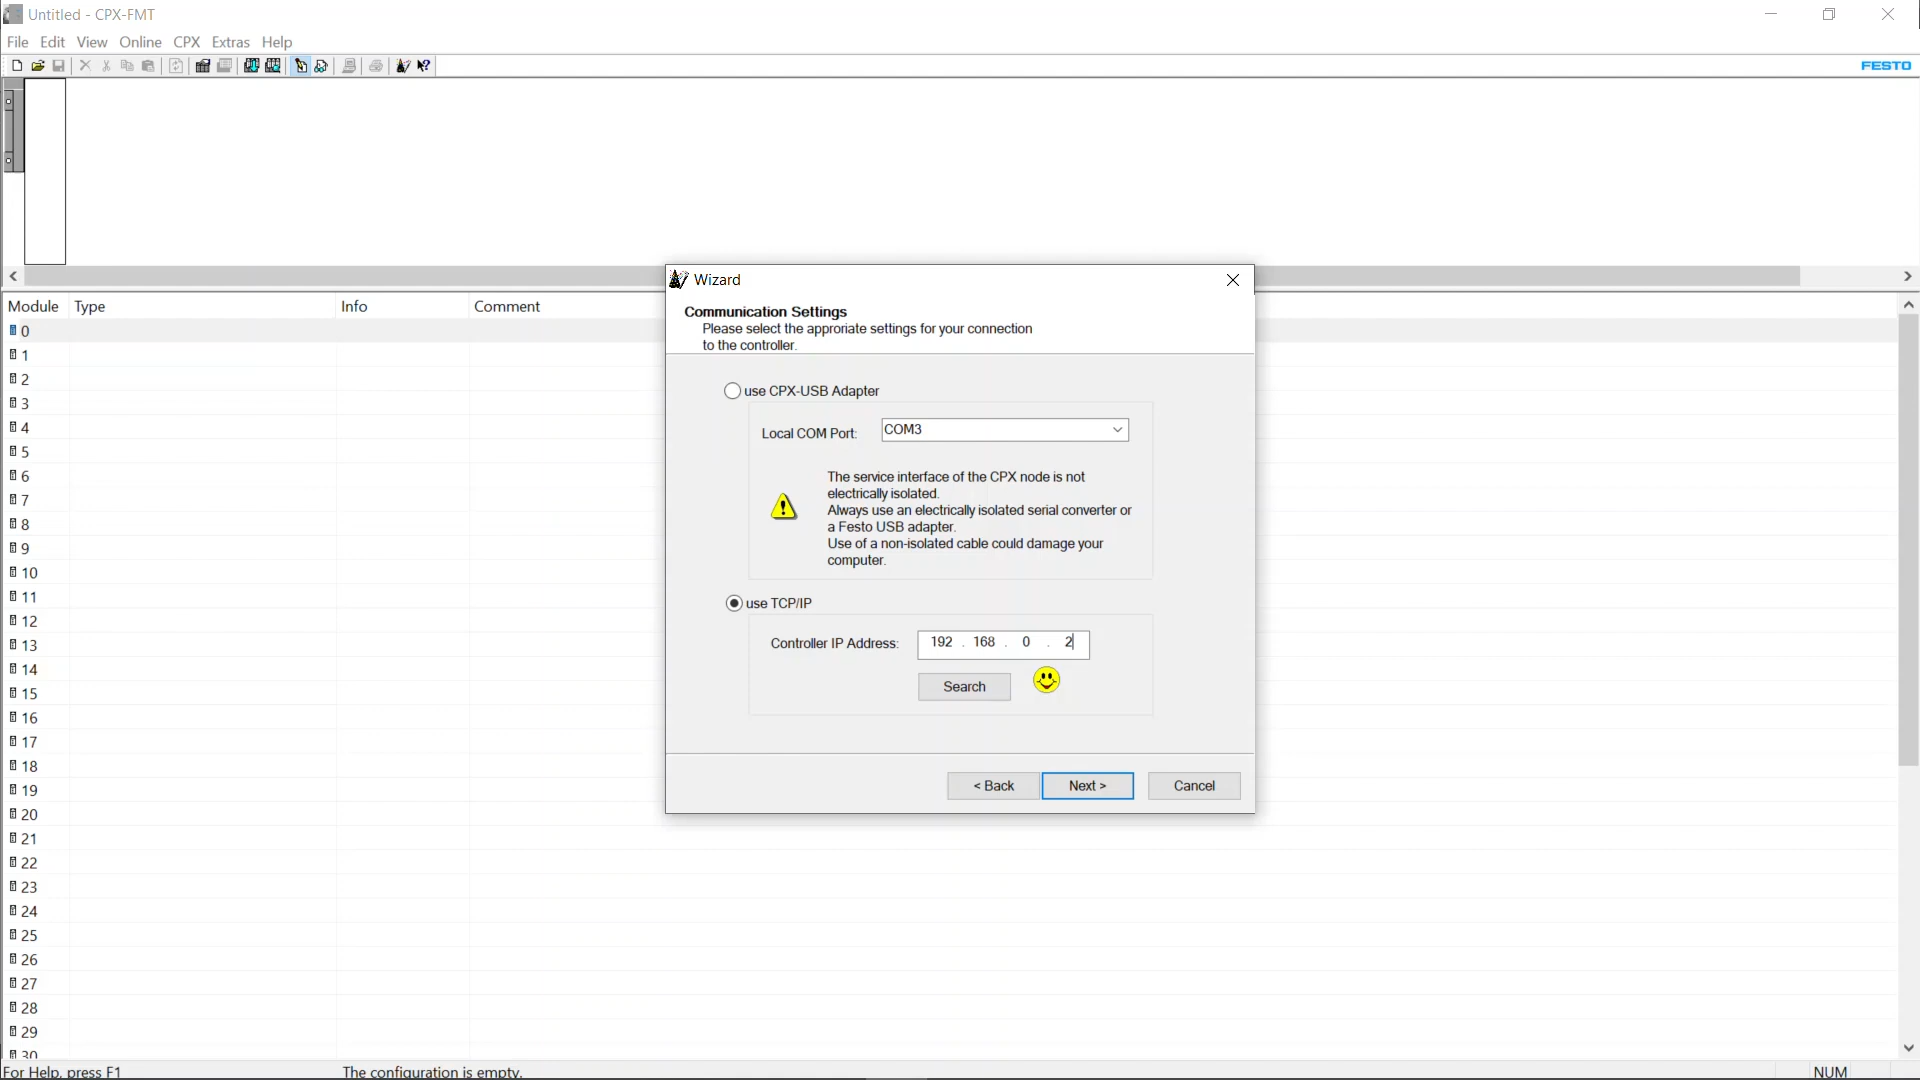 Untitled - CPX-FMT
File Edit View Online CPX Extras Help
FESTO
Module Type Info Comment
0
1
2
3
4
5
6
7
8
9
10
11
12
13
14
15
16
17
18
19
20
21
22
23
24
25
26
27
28
29
30
Wizard
Communication Settings
Please select the approriate settings for your connection
to the controller.
use CPX-USB Adapter
Local COM Port: COM3
The service interface of the CPX node is not
electrically isolated.
Always use an electrically isolated serial converter or
a Festo USB adapter.
Use of a non-isolated cable could damage your
computer.
use TCP/IP
Controller IP Address: 192 . 168 . 0 . 2
Search
< Back Next > Cancel
For Help, press F1 The configuration is empty. NUM